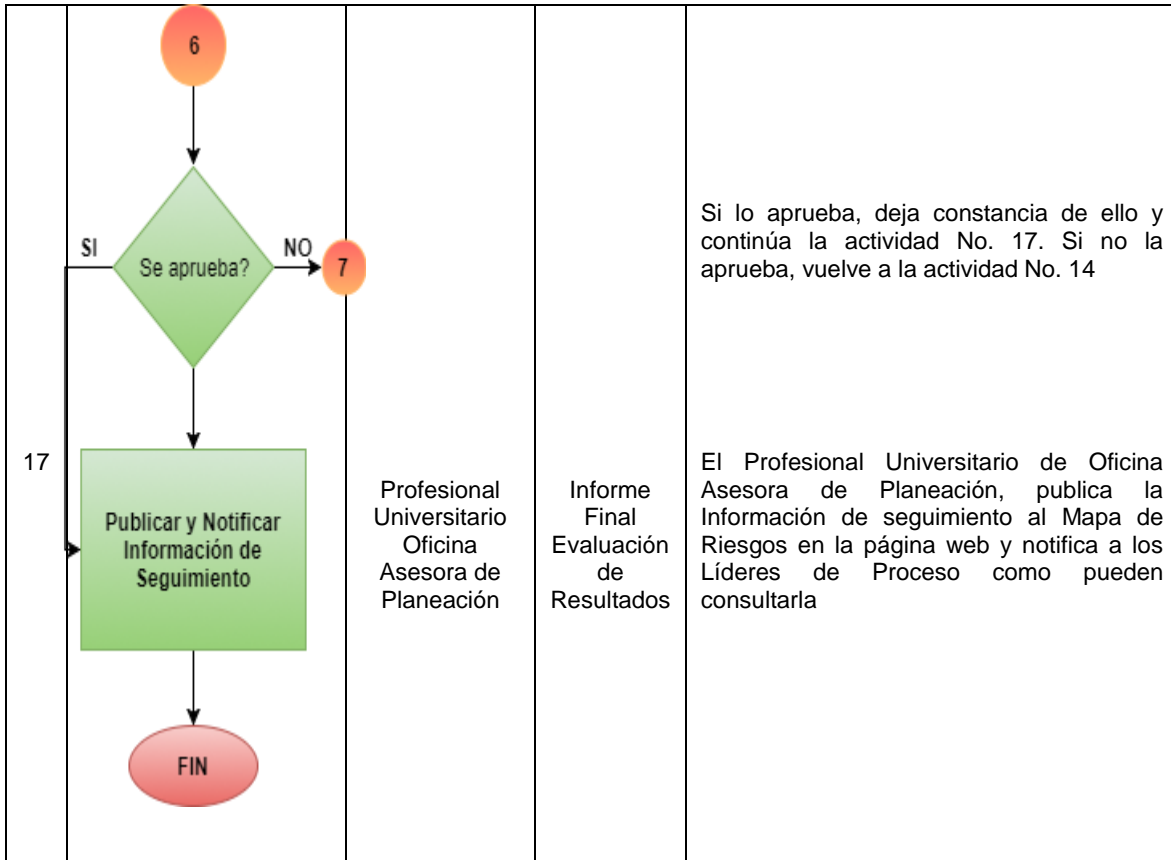 6
Se aprueba?
SI
NO
7
Si lo aprueba, deja constancia de ello y
continúa la actividad No. 17. Si no la
aprueba, vuelve a la actividad No. 14
17
Publicar y Notificar
Información de
Seguimiento
Profesional
Universitario
Oficina
Asesora de
Planeación
Informe
Final
Evaluación
de
Resultados
El Profesional Universitario de Oficina
Asesora de Planeación, publica la
Información de seguimiento al Mapa de
Riesgos en la página web y notifica a los
Líderes de Proceso como pueden
consultarla
FIN